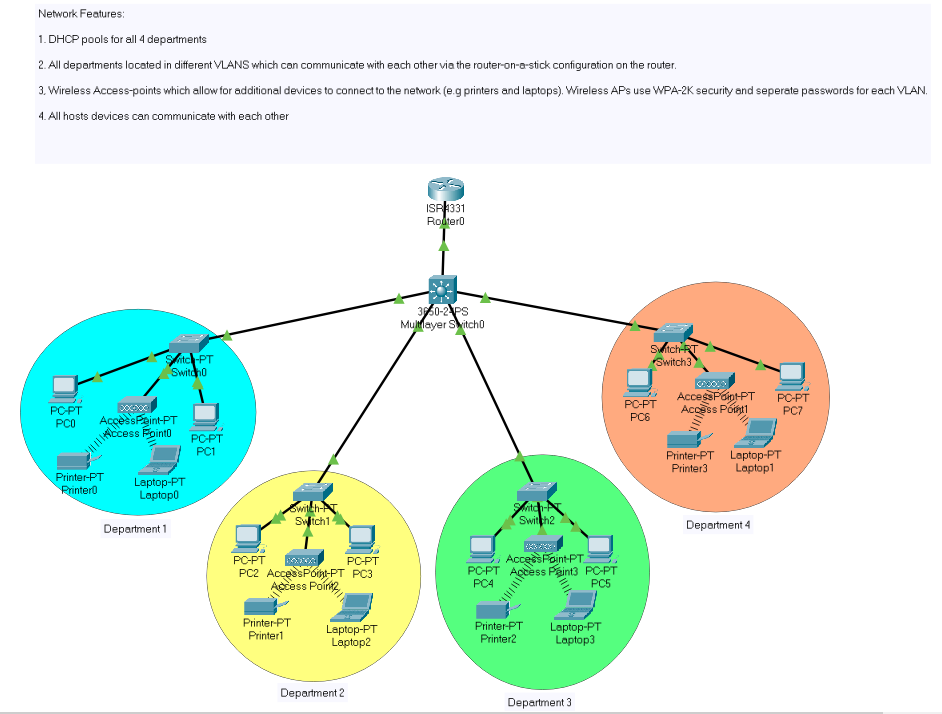 Network Features:
1. DHCP pools for all 4 departments
2. All departments located in different VLANS which can communicate with each other via the router-on-a-stick configuration on the router.
3, Wireless Access-points which allow for additional devices to connect to the network (e.g printers and laptops). Wireless APs use WPA-2K security and seperate passwords for each VLAN.
4. All hosts devices can communicate with each other
ISR4331
Router0
3650-24PS
Multilayer Switch0
Switch-PT
Switch0
PC-PT
PC0
AccessPoint-PT
Access Point0
PC-PT
PC1
Printer-PT
Printer0
Laptop-PT
Laptop0
Department 1
Switch-PT
Switch1
PC-PT
PC2
AccessPoint-PT
Access Point2
PC-PT
PC3
Printer-PT
Printer1
Laptop-PT
Laptop2
Department 2
Switch-PT
Switch2
PC-PT
PC4
AccessPoint-PT
Access Point3
PC-PT
PC5
Printer-PT
Printer2
Laptop-PT
Laptop3
Department 3
Switch-PT
Switch3
PC-PT
PC6
AccessPoint-PT
Access Point1
PC-PT
PC7
Printer-PT
Printer3
Laptop-PT
Laptop1
Department 4